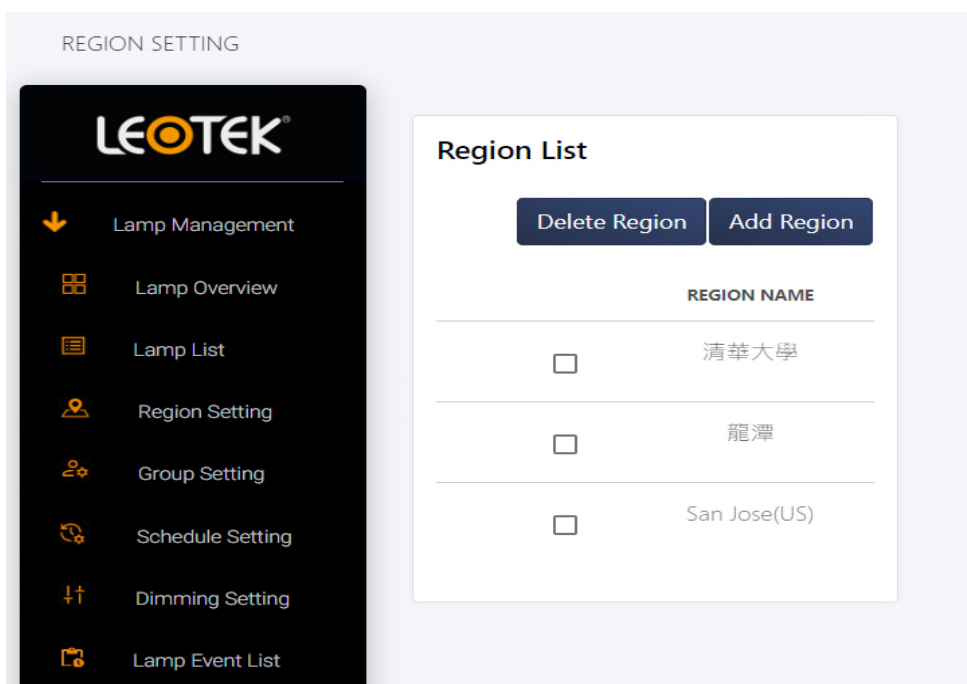 REGION SETTING
LEOTEK®
Lamp Management
Lamp Overview
Lamp List
Region Setting
Group Setting
Schedule Setting
Dimming Setting
Lamp Event List
Region List
Delete Region
Add Region
REGION NAME
清華大學
龍潭
San Jose(US)